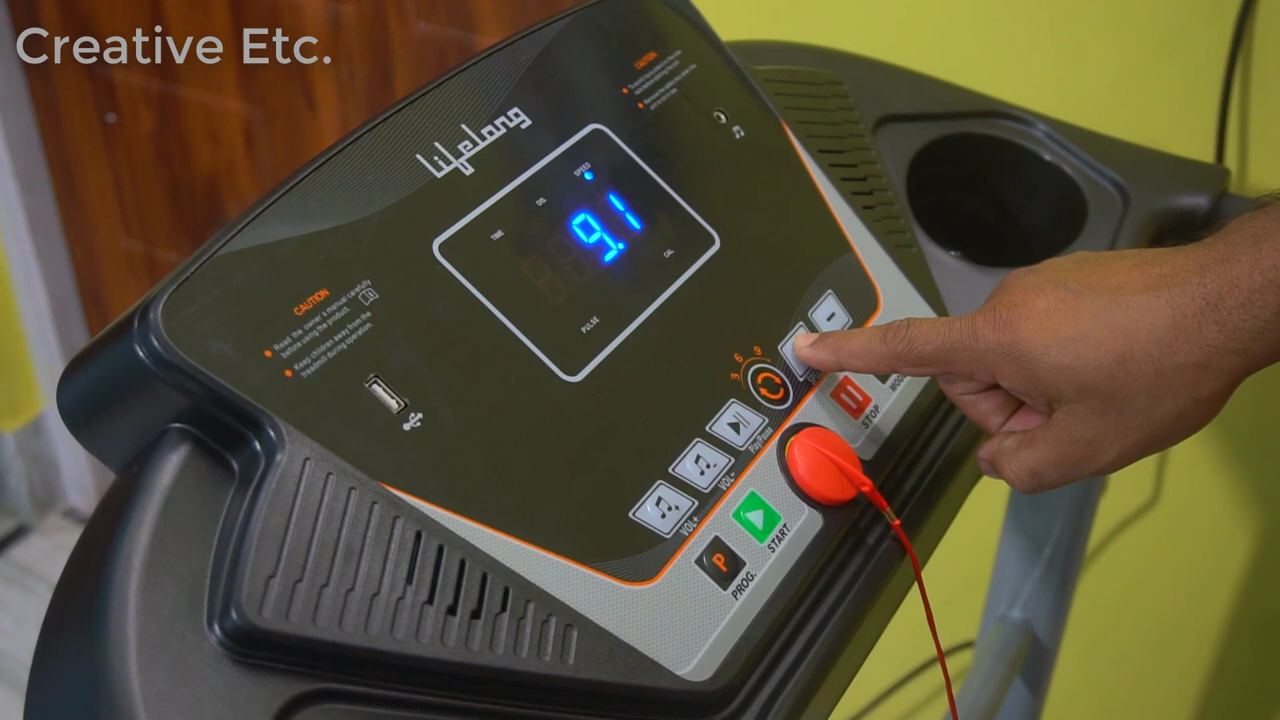 Creative Etc.
lifelong
CAUTION
SPEED
DIS.
TIME
9.1
CAL.
PULSE
CAUTION
Read the owner's manual carefully
before using the product.
Keep children away from the
treadmill during operation.
-
3 6 9
STOP
Play/Pause
VOL-
VOL+
START
P
PROG.